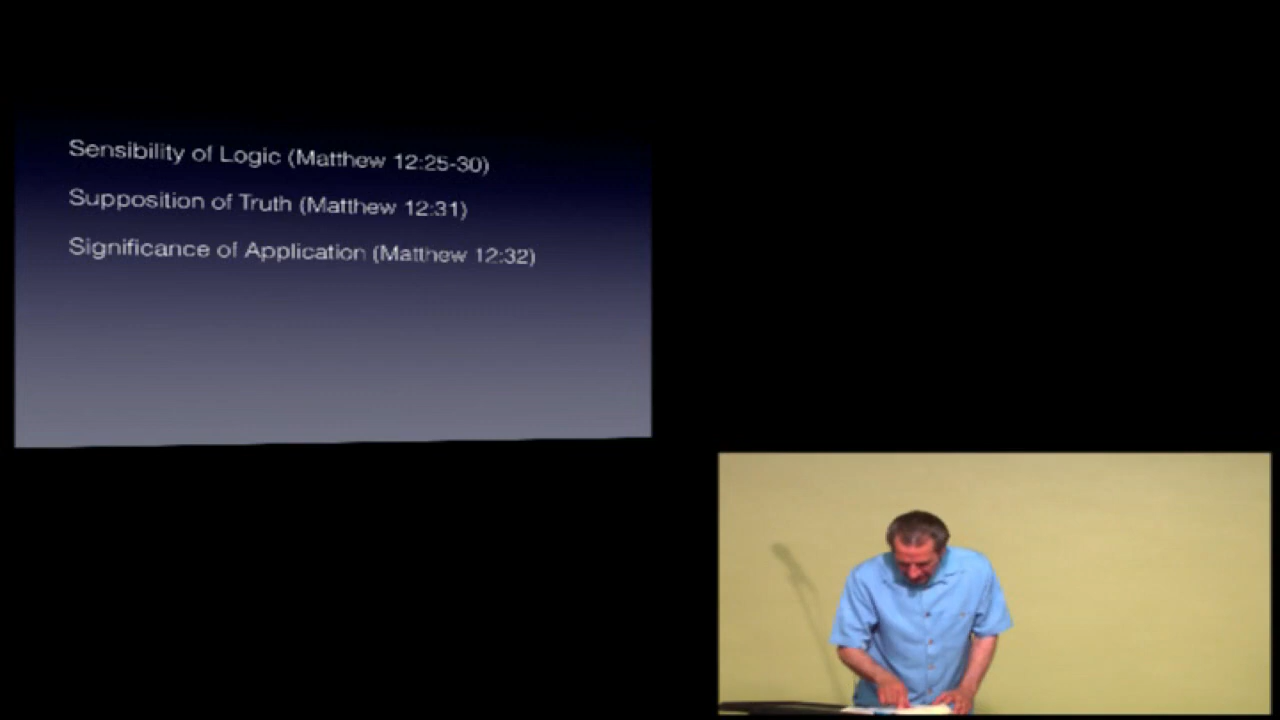 Sensibility of Logic (Matthew 12:25-30)
Supposition of Truth (Matthew 12:31)
Significance of Application (Matthew 12:32)